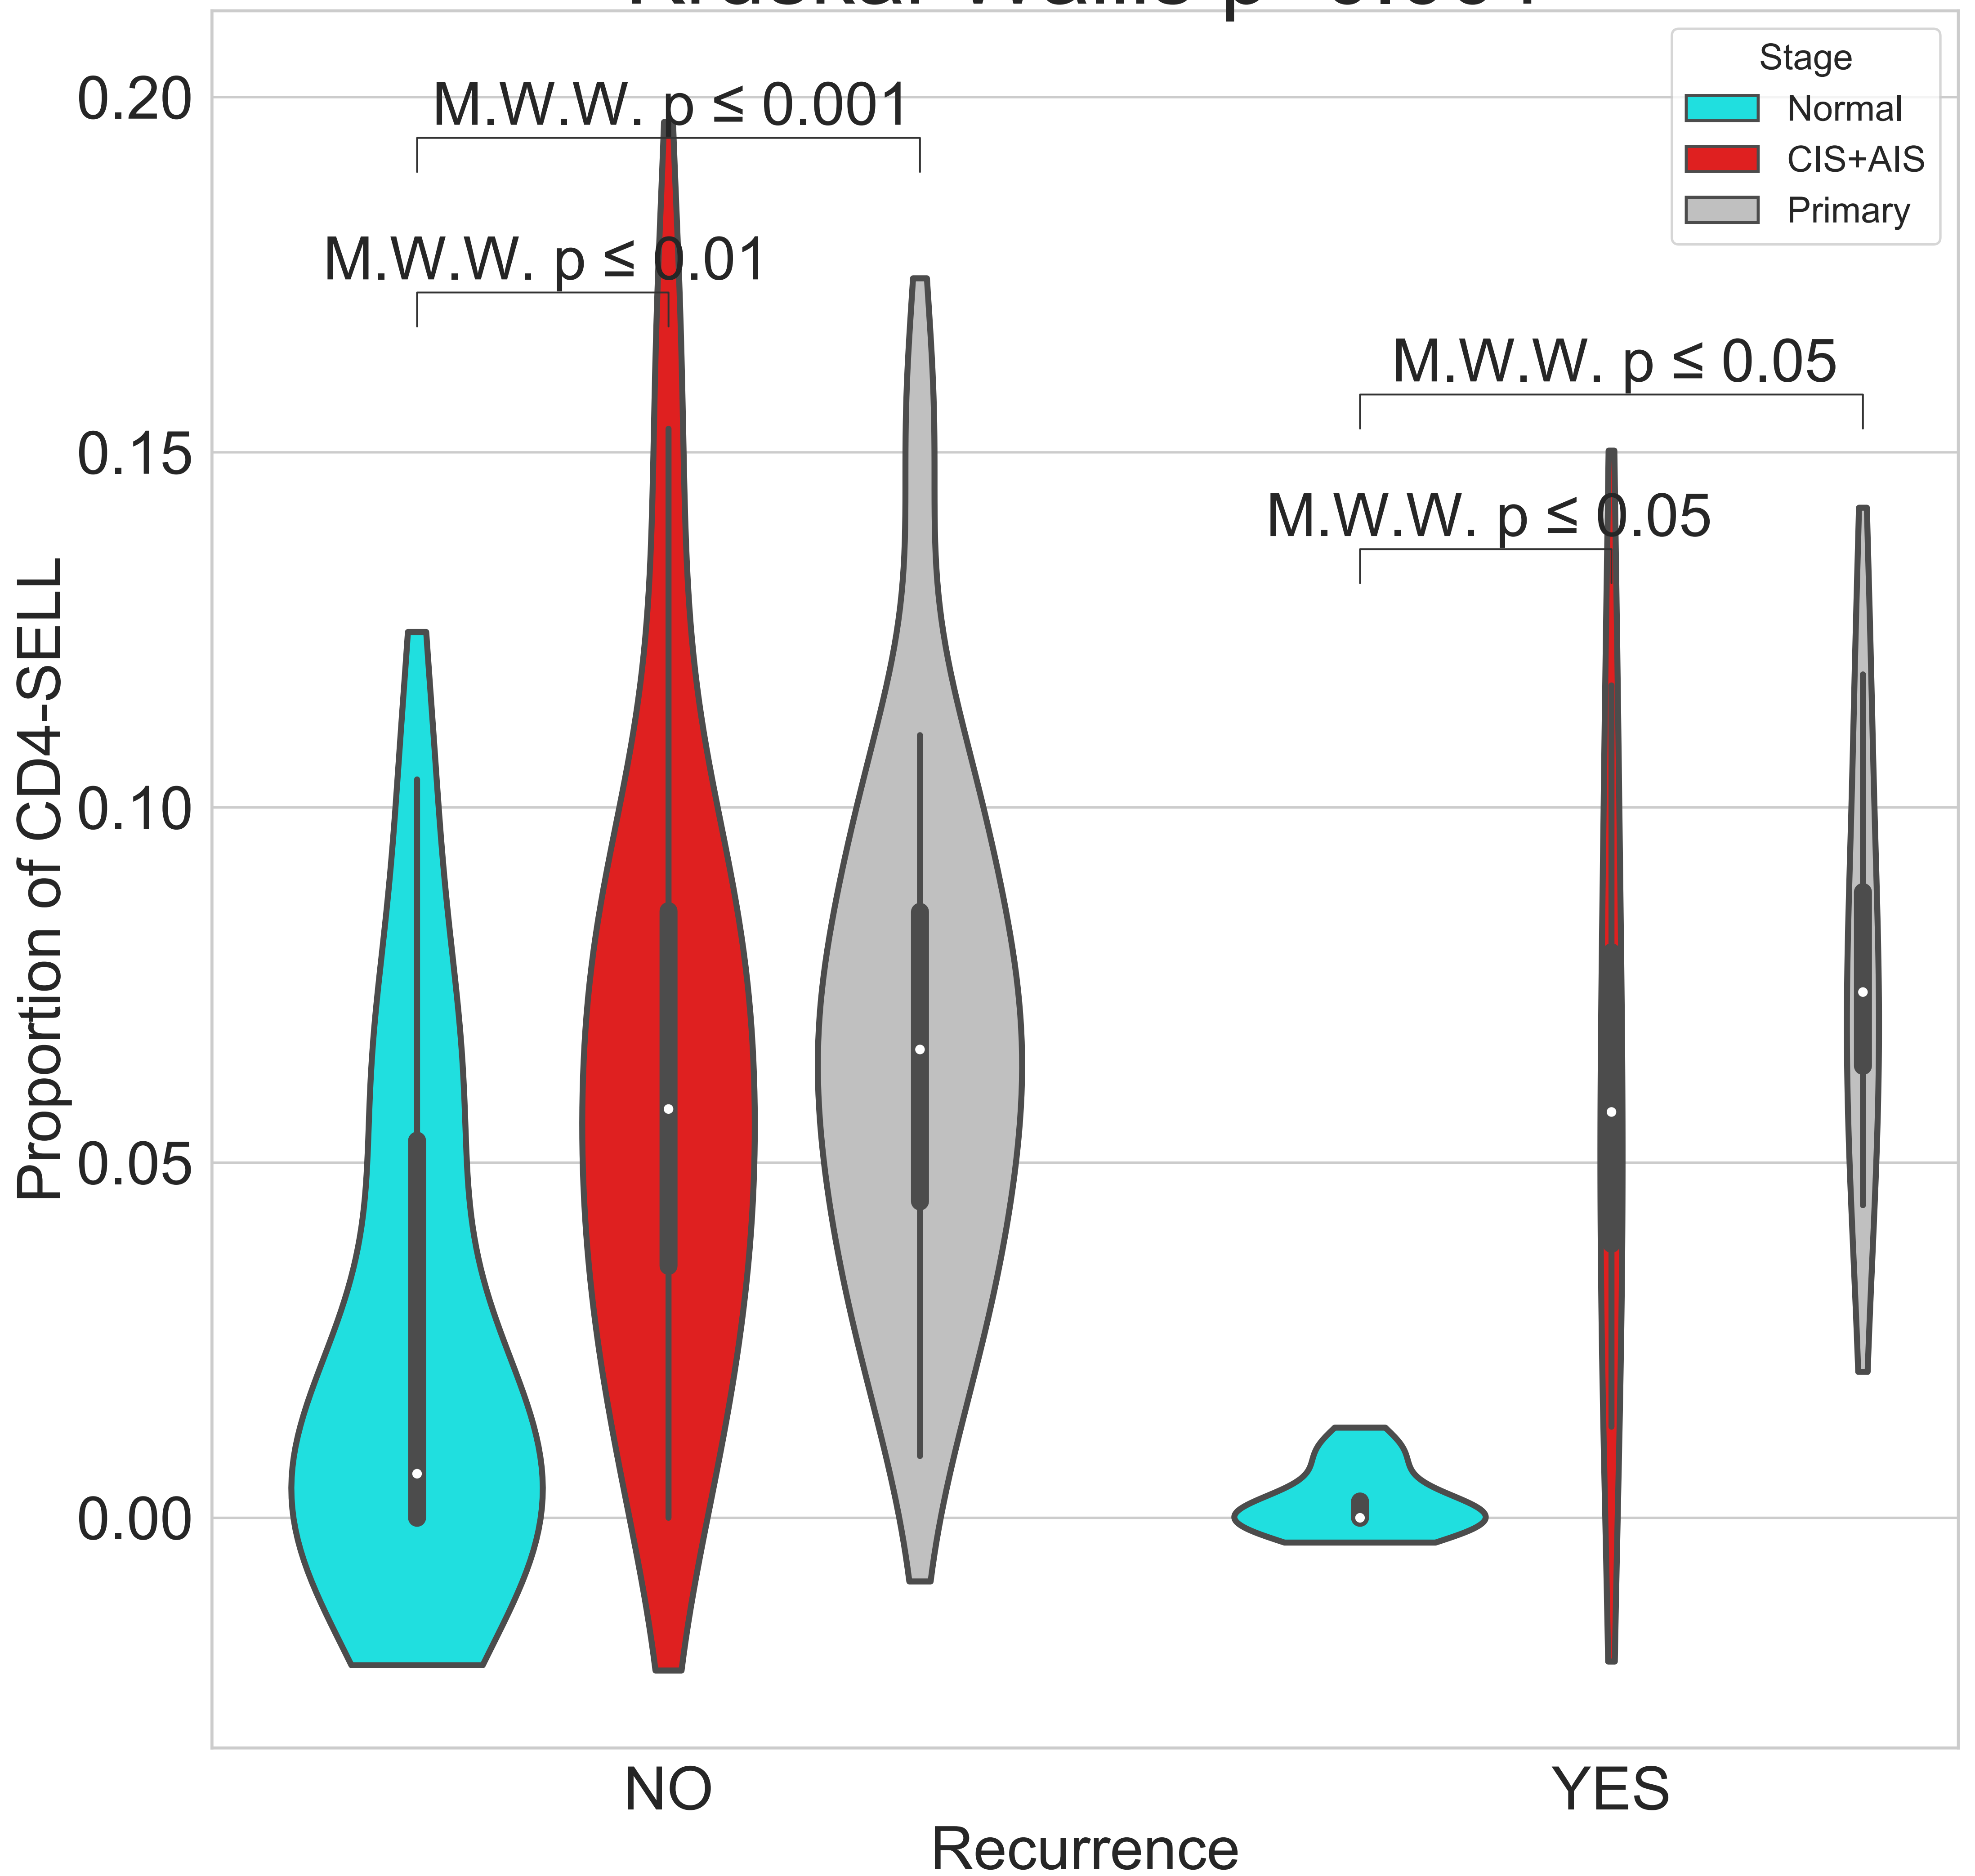 Stage
Normal
CIS+AIS
Primary
M.W.W. p ≤ 0.001
M.W.W. p ≤ 0.01
M.W.W. p ≤ 0.05
M.W.W. p ≤ 0.05
Proportion of CD4-SELL
0.20
0.15
0.10
0.05
0.00
NO
YES
Recurrence